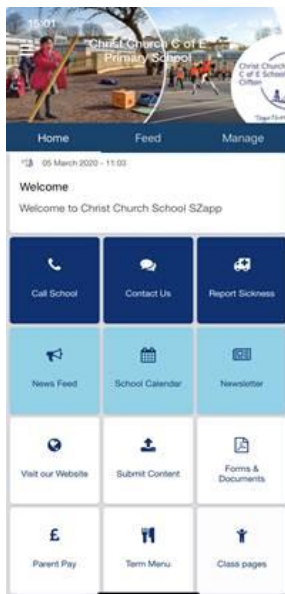 15:01
Christ Church C of E
Primary School
Christ Church
C of E School
Clifton
Home Feed Manage
05 March 2020 - 11:03
Welcome
Welcome to Christ Church School SZapp
Call School Contact Us Report Sickness
News Feed School Calendar Newsletter
Visit our Website Submit Content Forms &
Documents
£
Parent Pay Term Menu Class pages